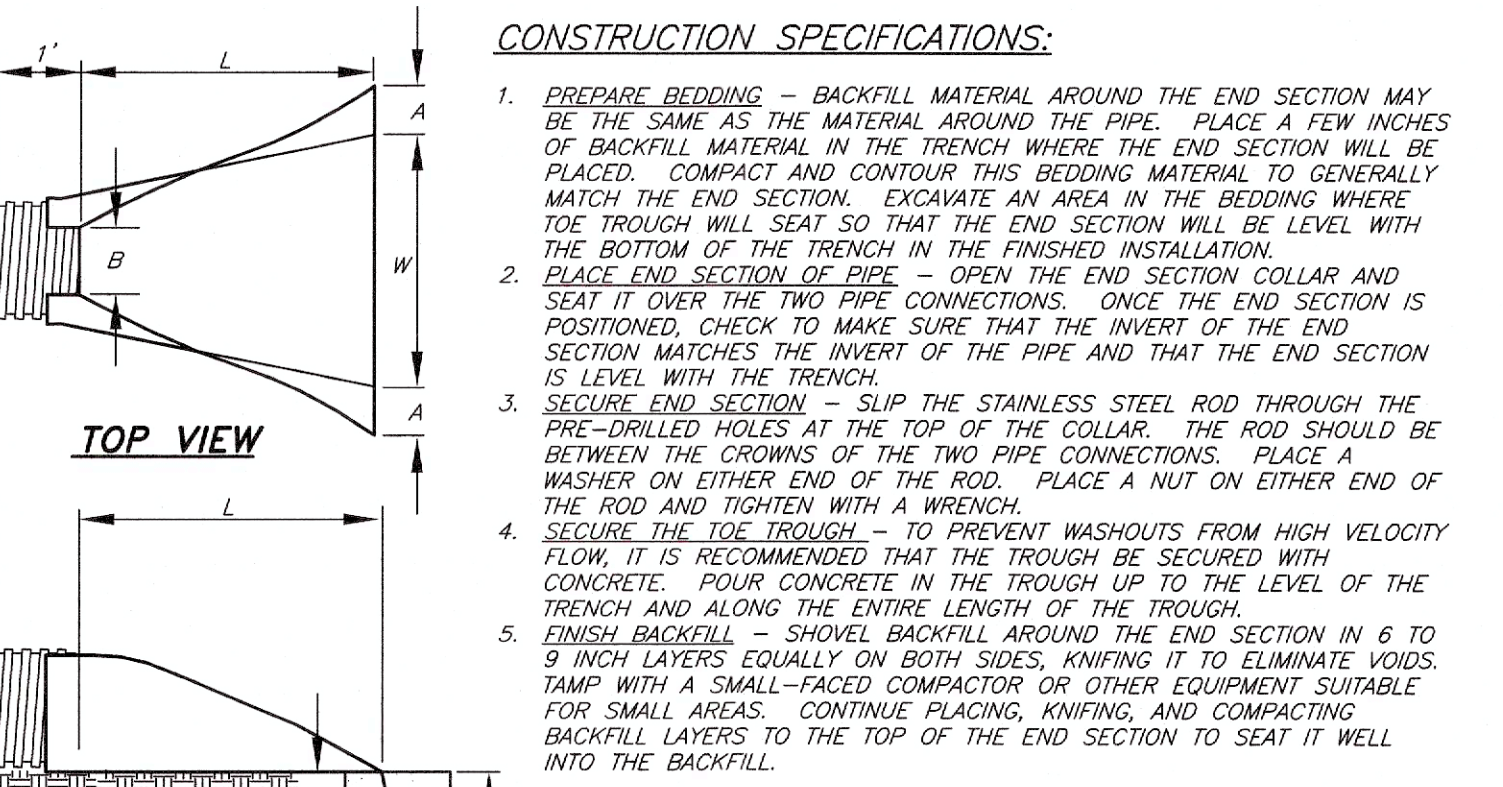 CONSTRUCTION SPECIFICATIONS:
1'
L
A
W
B
A
TOP VIEW
L
1. PREPARE BEDDING – BACKFILL MATERIAL AROUND THE END SECTION MAY
BE THE SAME AS THE MATERIAL AROUND THE PIPE. PLACE A FEW INCHES
OF BACKFILL MATERIAL IN THE TRENCH WHERE THE END SECTION WILL BE
PLACED. COMPACT AND CONTOUR THIS BEDDING MATERIAL TO GENERALLY
MATCH THE END SECTION. EXCAVATE AN AREA IN THE BEDDING WHERE
TOE TROUGH WILL SEAT SO THAT THE END SECTION WILL BE LEVEL WITH
THE BOTTOM OF THE TRENCH IN THE FINISHED INSTALLATION.
2. PLACE END SECTION OF PIPE – OPEN THE END SECTION COLLAR AND
SEAT IT OVER THE TWO PIPE CONNECTIONS. ONCE THE END SECTION IS
POSITIONED, CHECK TO MAKE SURE THAT THE INVERT OF THE END
SECTION MATCHES THE INVERT OF THE PIPE AND THAT THE END SECTION
IS LEVEL WITH THE TRENCH.
3. SECURE END SECTION – SLIP THE STAINLESS STEEL ROD THROUGH THE
PRE–DRILLED HOLES AT THE TOP OF THE COLLAR. THE ROD SHOULD BE
BETWEEN THE CROWNS OF THE TWO PIPE CONNECTIONS. PLACE A
WASHER ON EITHER END OF THE ROD. PLACE A NUT ON EITHER END OF
THE ROD AND TIGHTEN WITH A WRENCH.
4. SECURE THE TOE TROUGH – TO PREVENT WASHOUTS FROM HIGH VELOCITY
FLOW, IT IS RECOMMENDED THAT THE TROUGH BE SECURED WITH
CONCRETE. POUR CONCRETE IN THE TROUGH UP TO THE LEVEL OF THE
TRENCH AND ALONG THE ENTIRE LENGTH OF THE TROUGH.
5. FINISH BACKFILL – SHOVEL BACKFILL AROUND THE END SECTION IN 6 TO
9 INCH LAYERS EQUALLY ON BOTH SIDES, KNIFING IT TO ELIMINATE VOIDS.
TAMP WITH A SMALL–FACED COMPACTOR OR OTHER EQUIPMENT SUITABLE
FOR SMALL AREAS. CONTINUE PLACING, KNIFING, AND COMPACTING
BACKFILL LAYERS TO THE TOP OF THE END SECTION TO SEAT IT WELL
INTO THE BACKFILL.